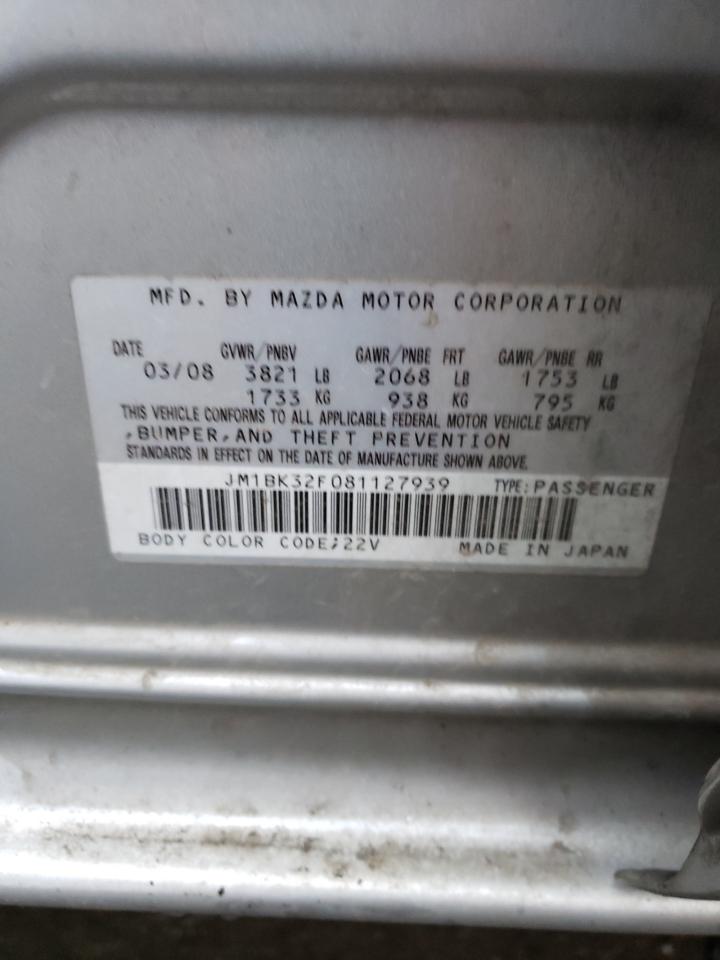 MFD. BY MAZDA MOTOR CORPORATION
DATE GVWR/PNBV GAWR/PNBE FRT GAWR/PNBE RR
03/08 3821 LB 2068 LB 1753 LB
1733 KG 938 KG 795 KG
THIS VEHICLE CONFORMS TO ALL APPLICABLE FEDERAL MOTOR VEHICLE SAFETY
,BUMPER,AND THEFT PREVENTION
STANDARDS IN EFFECT ON THE DATE OF MANUFACTURE SHOWN ABOVE.
JM1BK32F081127939 TYPE:PASSENGER
BODY COLOR CODE;22V MADE IN JAPAN